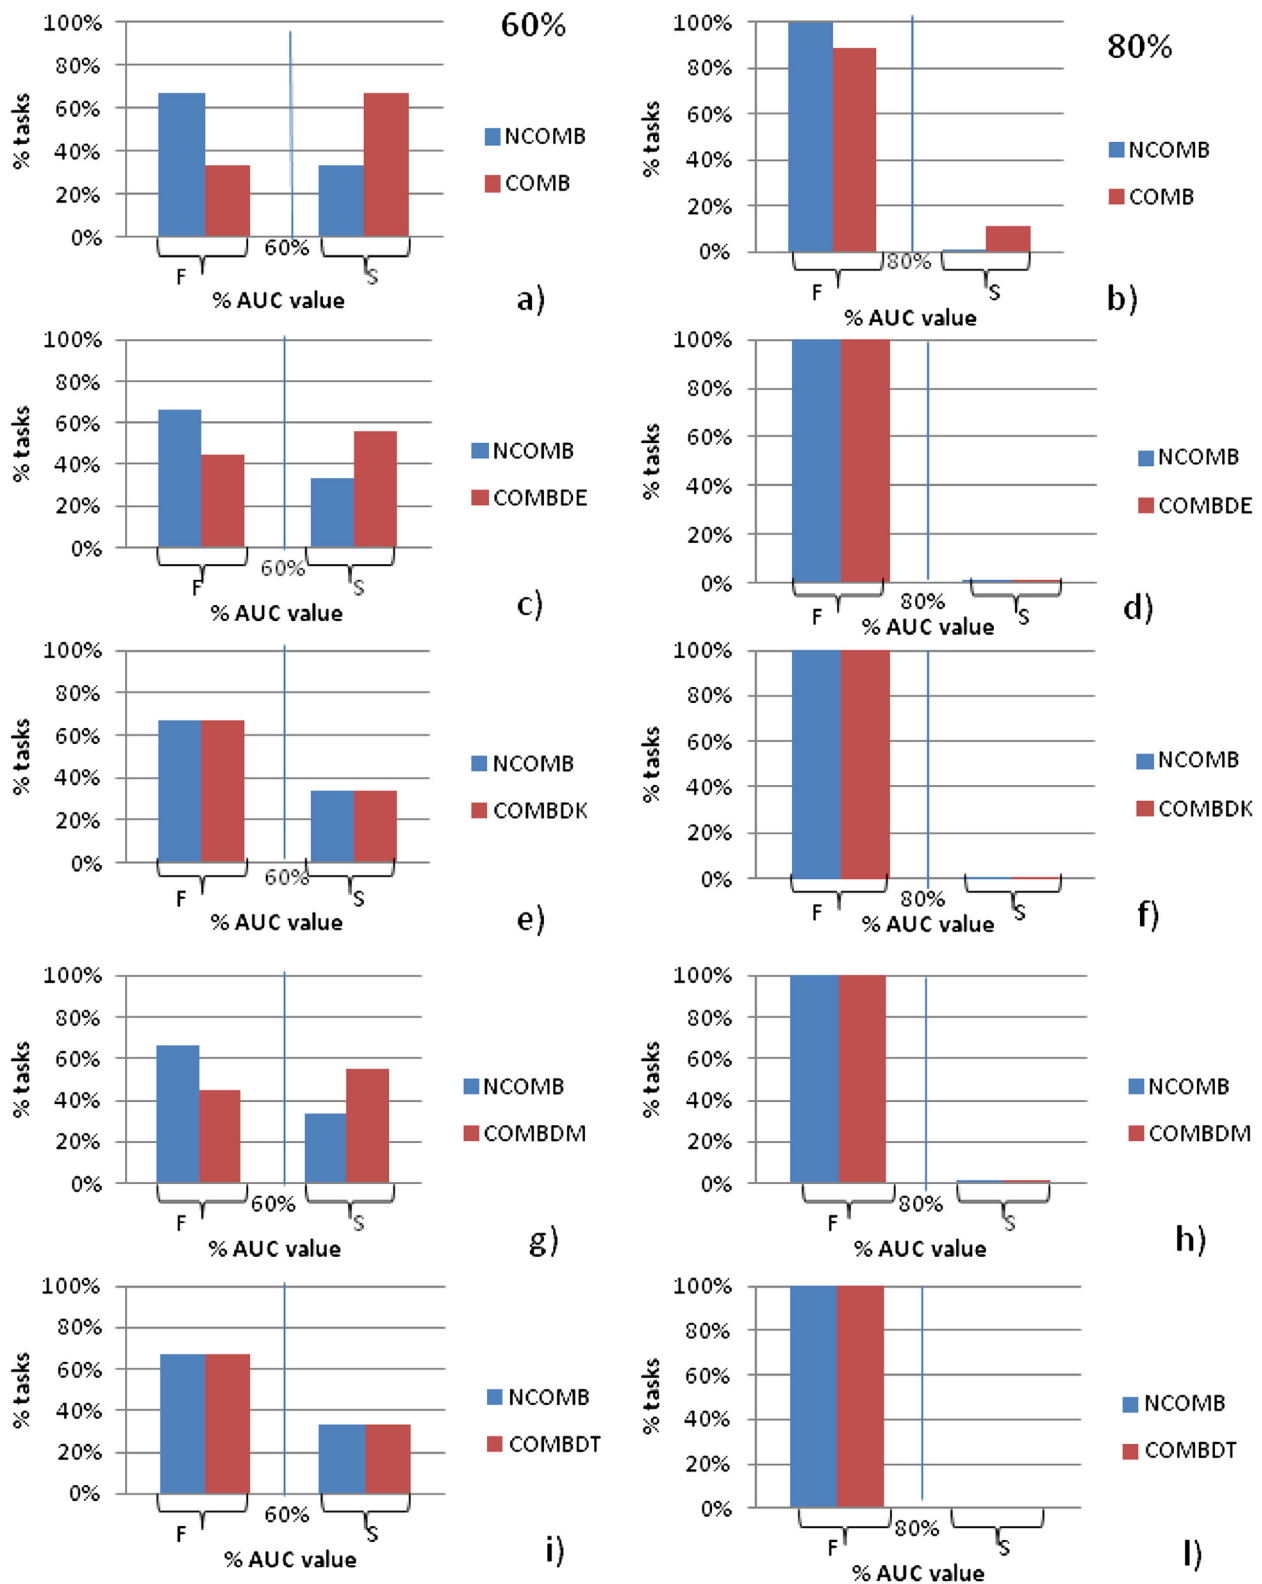 60%
100%
80%
60%
40%
20%
0%
% tasks
NCOMB
COMB
60%
F
S
% AUC value
a)
80%
100%
80%
60%
40%
20%
0%
% tasks
NCOMB
COMB
80%
F
S
% AUC value
b)
100%
80%
60%
40%
20%
0%
% tasks
NCOMB
COMBDE
60%
F
S
% AUC value
c)
100%
80%
60%
40%
20%
0%
% tasks
NCOMB
COMBDE
80%
F
S
% AUC value
d)
100%
80%
60%
40%
20%
0%
% tasks
NCOMB
COMBDK
60%
F
S
% AUC value
e)
100%
80%
60%
40%
20%
0%
% tasks
NCOMB
COMBDK
80%
F
S
% AUC value
f)
100%
80%
60%
40%
20%
0%
% tasks
NCOMB
COMBDM
60%
F
S
% AUC value
g)
100%
80%
60%
40%
20%
0%
% tasks
NCOMB
COMBDM
80%
F
S
% AUC value
h)
100%
80%
60%
40%
20%
0%
% tasks
NCOMB
COMBDT
60%
F
S
% AUC value
i)
100%
80%
60%
40%
20%
0%
% tasks
NCOMB
COMBDT
80%
F
S
% AUC value
l)